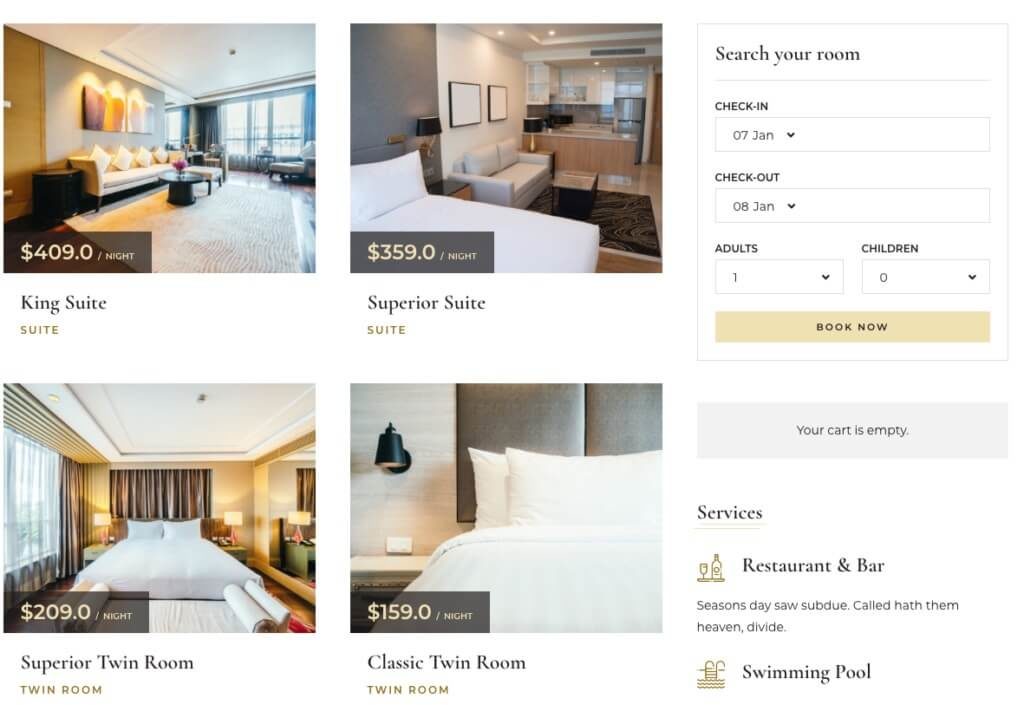 $409.0 / NIGHT
King Suite
SUITE
$359.0 / NIGHT
Superior Suite
SUITE
$209.0 / NIGHT
Superior Twin Room
TWIN ROOM
$159.0 / NIGHT
Classic Twin Room
TWIN ROOM
Search your room
CHECK-IN
07 Jan
CHECK-OUT
08 Jan
ADULTS CHILDREN
1 0
BOOK NOW
Your cart is empty.
Services
Restaurant & Bar
Seasons day saw subdue. Called hath them
heaven, divide.
Swimming Pool